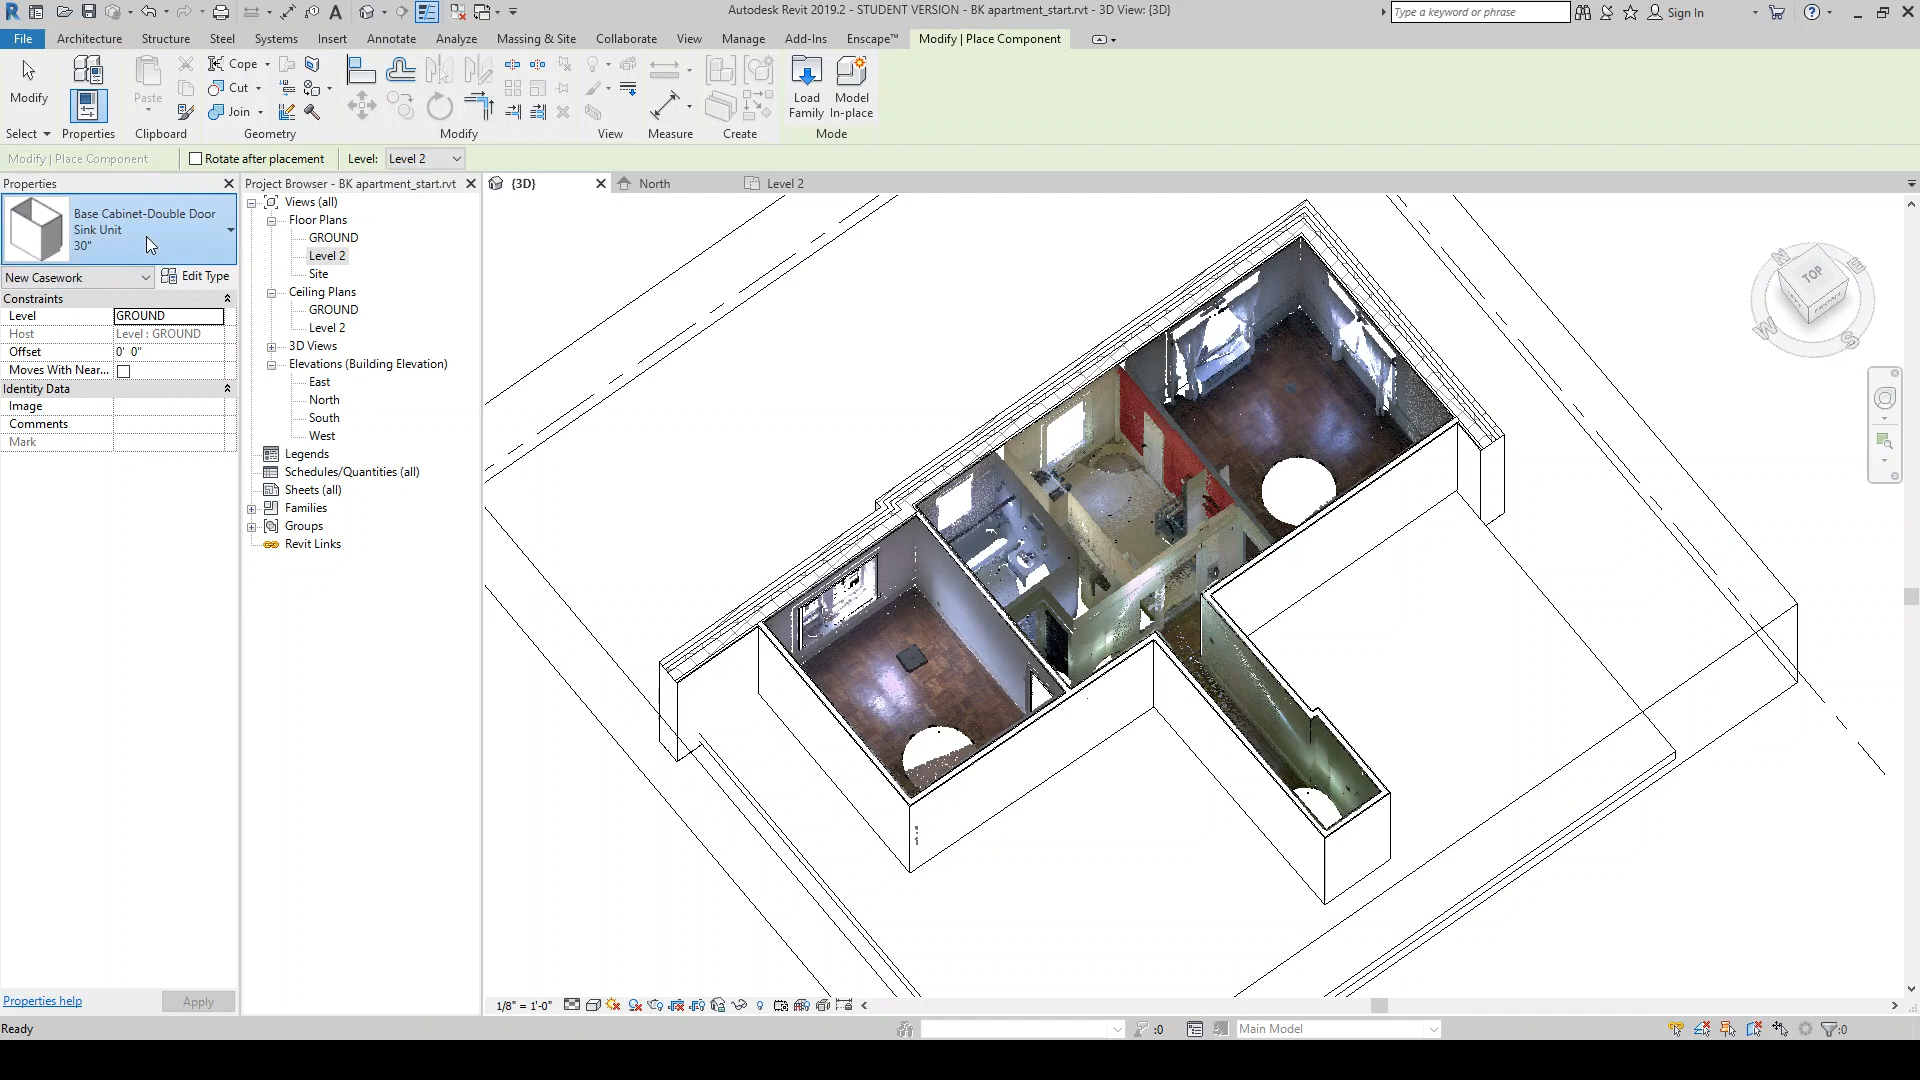 Autodesk Revit 2019.2 - STUDENT VERSION - BK apartment_start.rvt - 3D View: {3D}
Type a keyword or phrase
Sign In
File
Architecture
Structure
Steel
Systems
Insert
Annotate
Analyze
Massing & Site
Collaborate
View
Manage
Add-Ins
Enscape™
Modify | Place Component
Modify
Paste
Cope
Cut
Join
Load
Family
Model
In-place
Select
Properties
Clipboard
Geometry
Modify
View
Measure
Create
Mode
Modify | Place Component
Rotate after placement
Level:
Level 2
Properties
Base Cabinet-Double Door
Sink Unit
30"
New Casework
Edit Type
Constraints
Level
GROUND
Host
Level : GROUND
Offset
0' 0"
Moves With Near...
Identity Data
Image
Comments
Mark
Properties help
Apply
Project Browser - BK apartment_start.rvt
Views (all)
Floor Plans
GROUND
Level 2
Site
Ceiling Plans
GROUND
Level 2
3D Views
Elevations (Building Elevation)
East
North
South
West
Legends
Schedules/Quantities (all)
Sheets (all)
Families
Groups
Revit Links
{3D}
North
Level 2
TOP
FRONT
N
E
W
S
1/8" = 1'-0"
Ready
:0
Main Model
:0